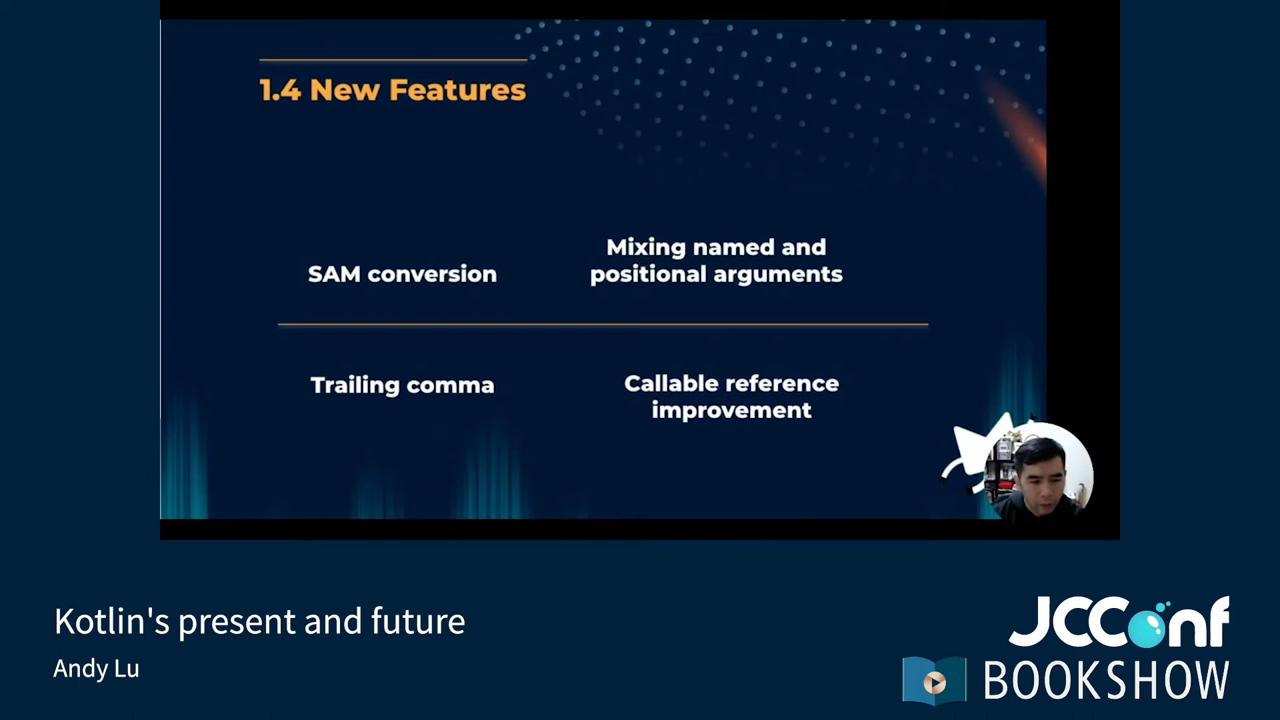 1.4 New Features
SAM conversion
Mixing named and
positional arguments
Trailing comma
Callable reference
improvement
Kotlin's present and future
Andy Lu
JCConf
BOOKSHOW